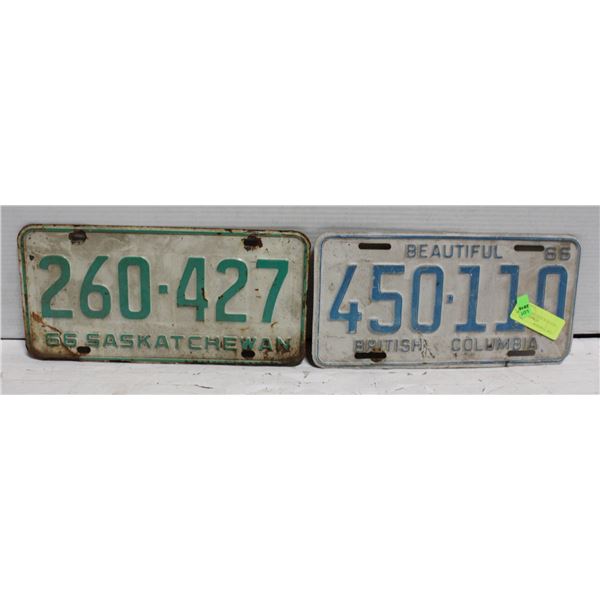 260·427
66 SASKATCHEWAN
BEAUTIFUL 66
450·110
BRITISH COLUMBIA